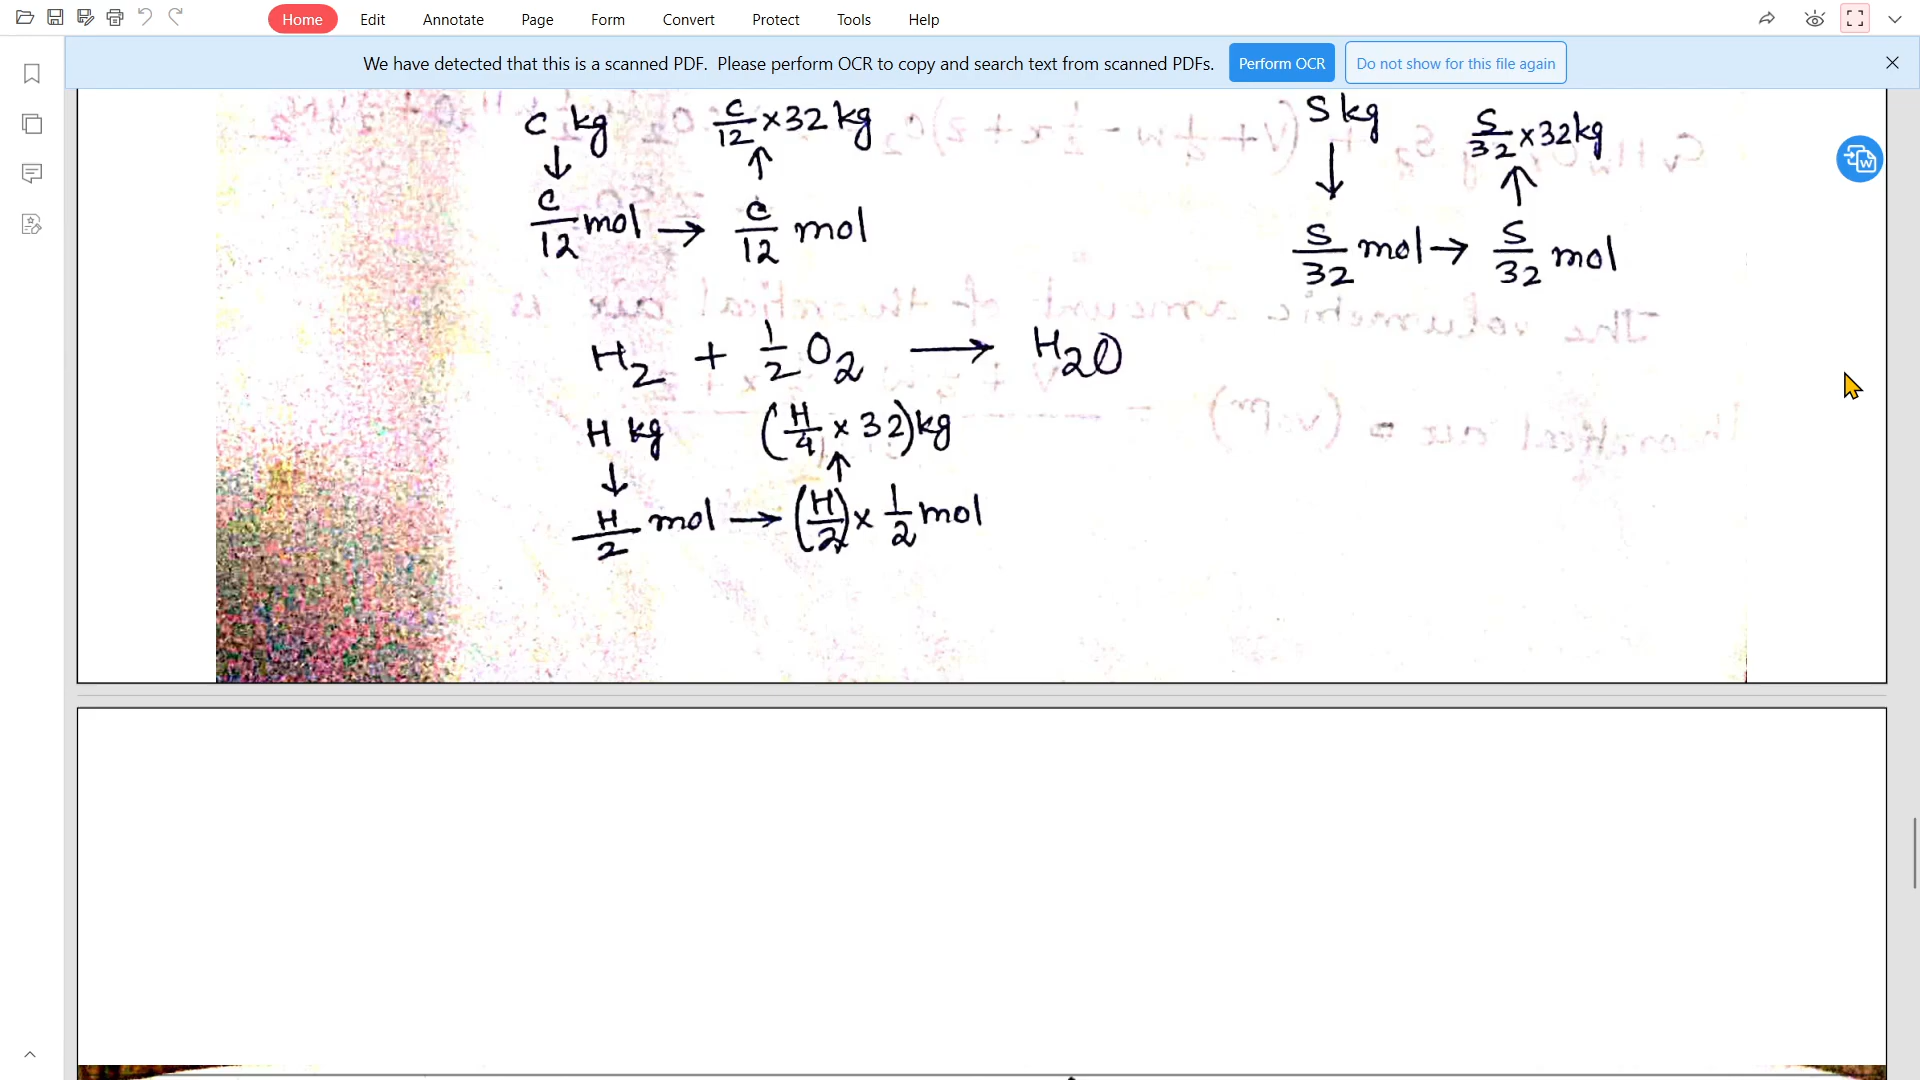 Home Edit Annotate Page Form Convert Protect Tools Help
We have detected that this is a scanned PDF. Please perform OCR to copy and search text from scanned PDFs. Perform OCR Do not show for this file again
C kg C/12 ×32 kg S kg S/32 ×32kg
↓ ↑ ↓ ↑
C/12 mol → C/12 mol S/32 mol → S/32 mol
H₂ + 1/2 O₂ → H₂O
H kg (H/4 × 32)kg
↓ ↑
H/2 mol → (H/2)× 1/2 mol